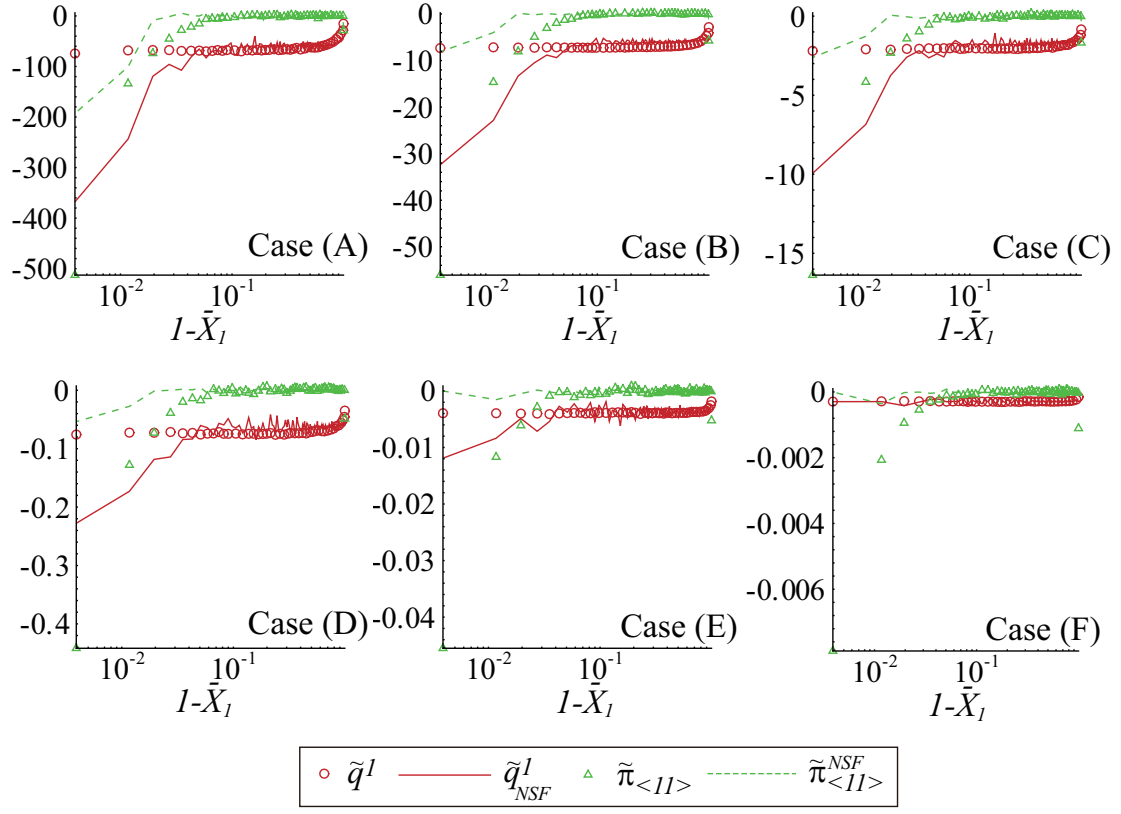 0
-100
-200
-300
-400
-500
Case (A)
10⁻² 10⁻¹
1-X̄₁
0
-10
-20
-30
-40
-50
Case (B)
10⁻² 10⁻¹
1-X̄₁
0
-5
-10
-15
Case (C)
10⁻² 10⁻¹
1-X̄₁
0
-0.1
-0.2
-0.3
-0.4
Case (D)
10⁻² 10⁻¹
1-X̄₁
0
-0.01
-0.02
-0.03
-0.04
Case (E)
10⁻² 10⁻¹
1-X̄₁
0
-0.002
-0.004
-0.006
Case (F)
10⁻² 10⁻¹
1-X̄₁
q̃¹ q̃¹_NSF π̃_<11> π̃^NSF_<11>